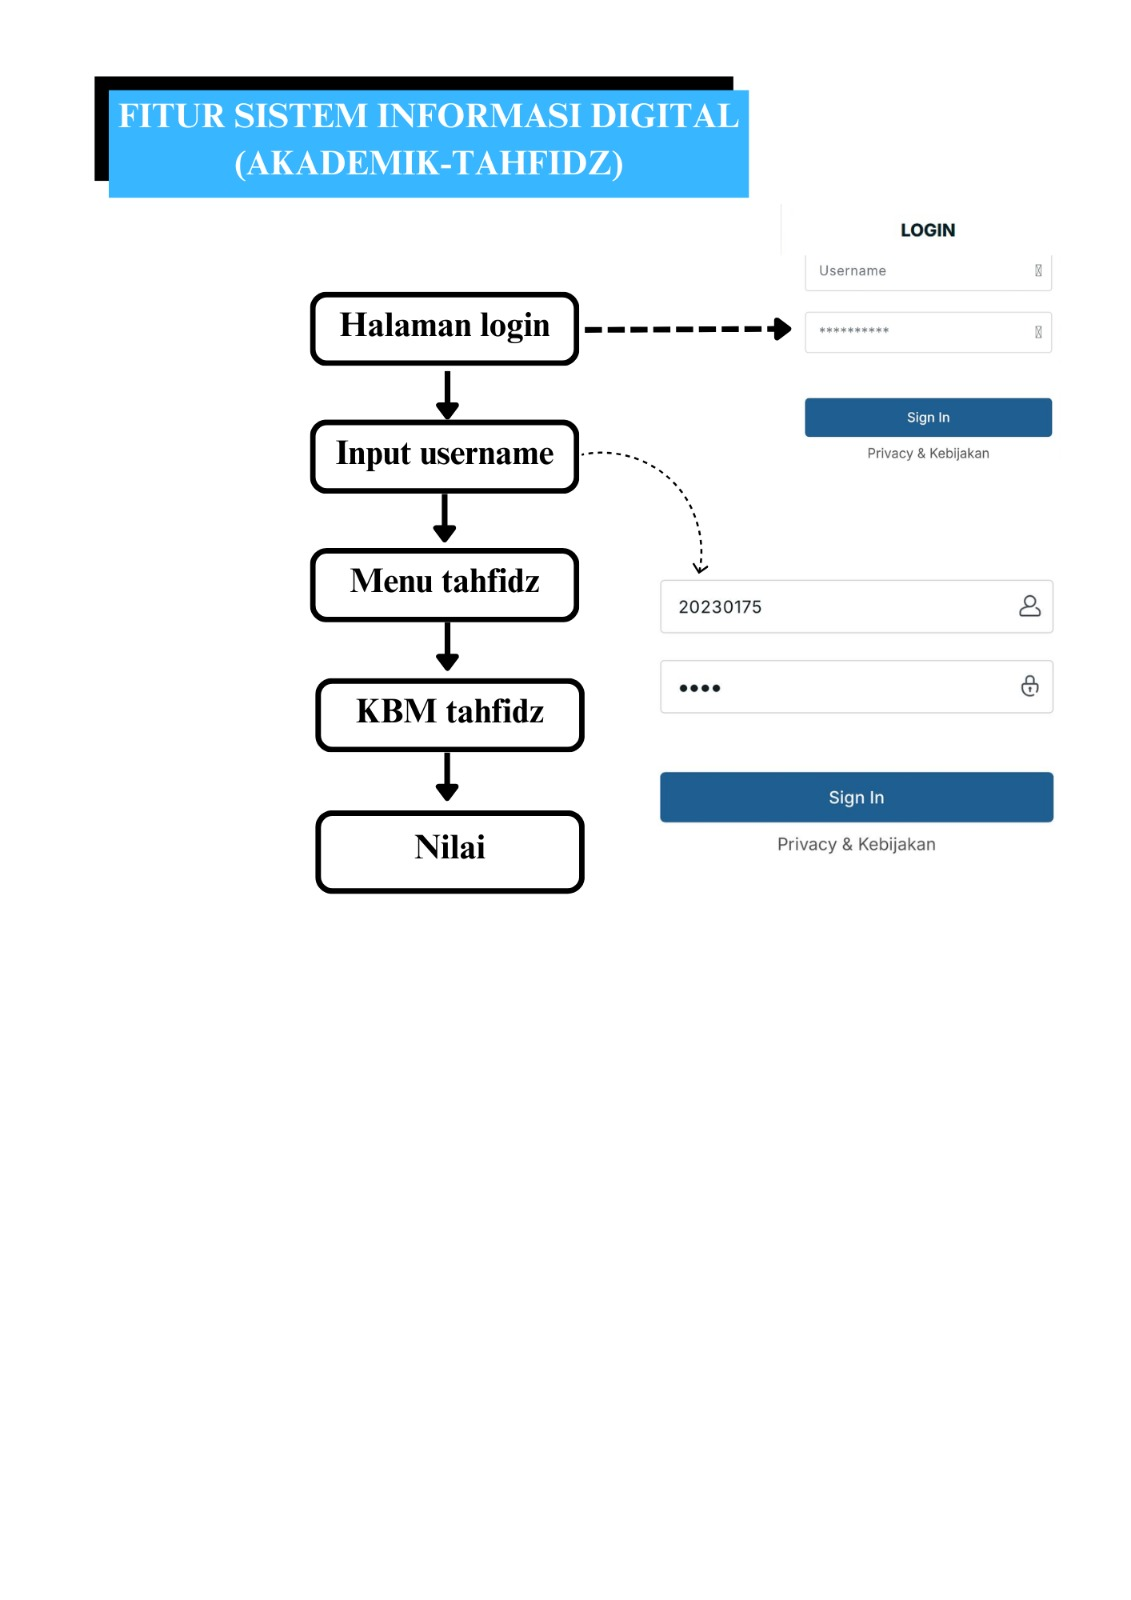 FITUR SISTEM INFORMASI DIGITAL
(AKADEMIK-TAHFIDZ)
LOGIN
Username
**********
Sign In
Privacy & Kebijakan
Halaman login
Input username
Menu tahfidz
KBM tahfidz
Nilai
20230175
••••
Sign In
Privacy & Kebijakan